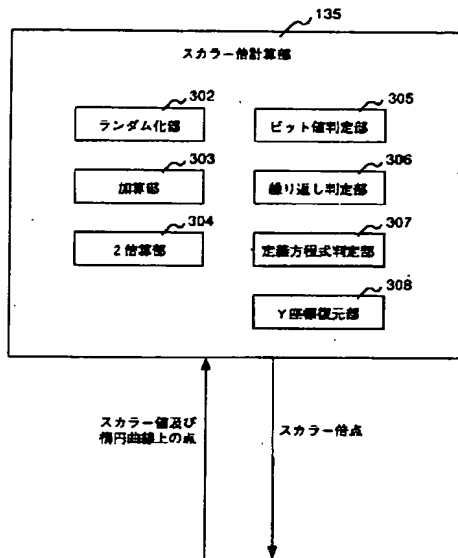 135
スカラー倍計算部
302
ランダム化部
303
加算部
304
2倍算部
305
ビット値判定部
306
繰り返し判定部
307
定義方程式判定部
308
Y座標復元部
スカラー値及び
楕円曲線上の点
スカラー倍点